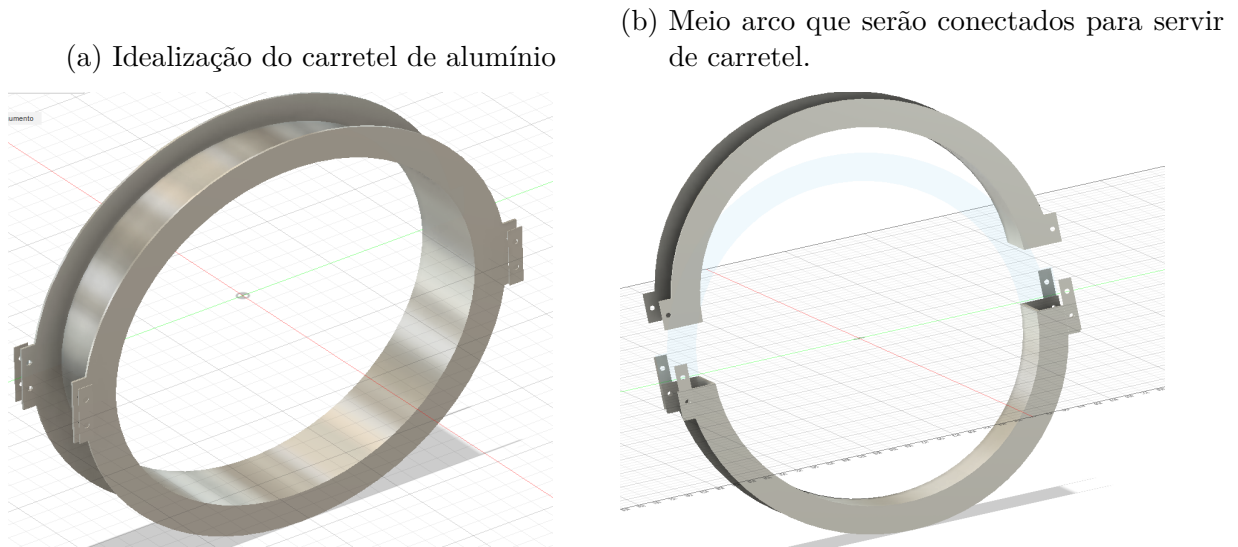 (a) Idealização do carretel de alumínio
(b) Meio arco que serão conectados para servir
de carretel.
umento